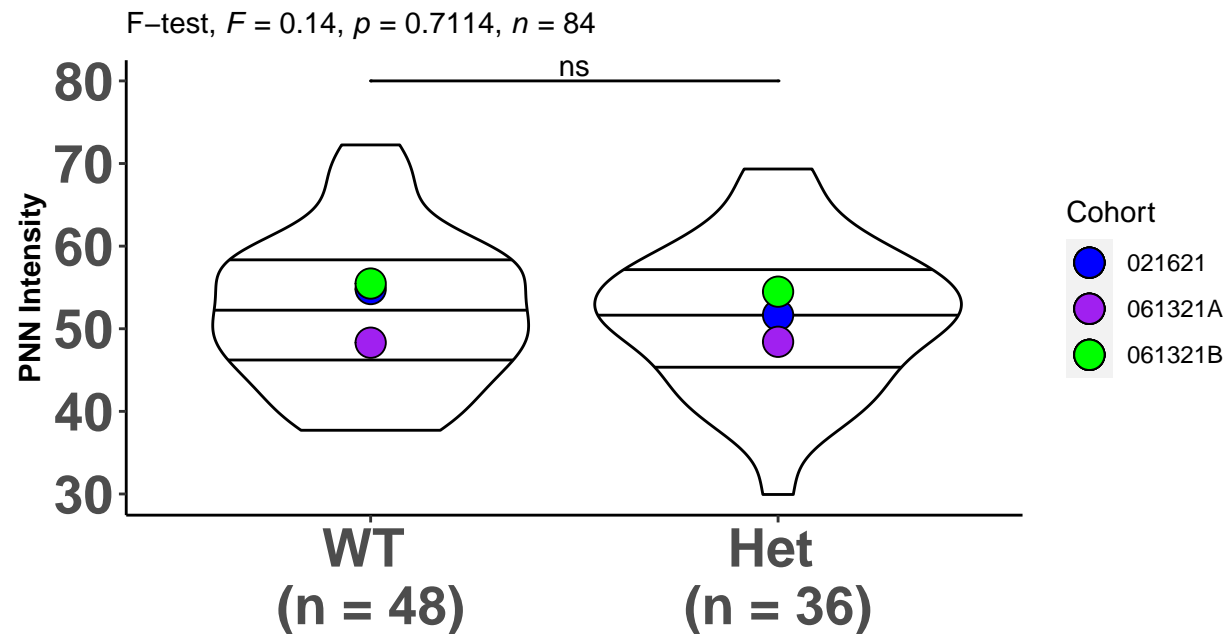 F−test, F = 0.14, p = 0.7114, n = 84
ns
80
70
60
50
40
30
PNN Intensity
WT
(n = 48)
Het
(n = 36)
Cohort
021621
061321A
061321B